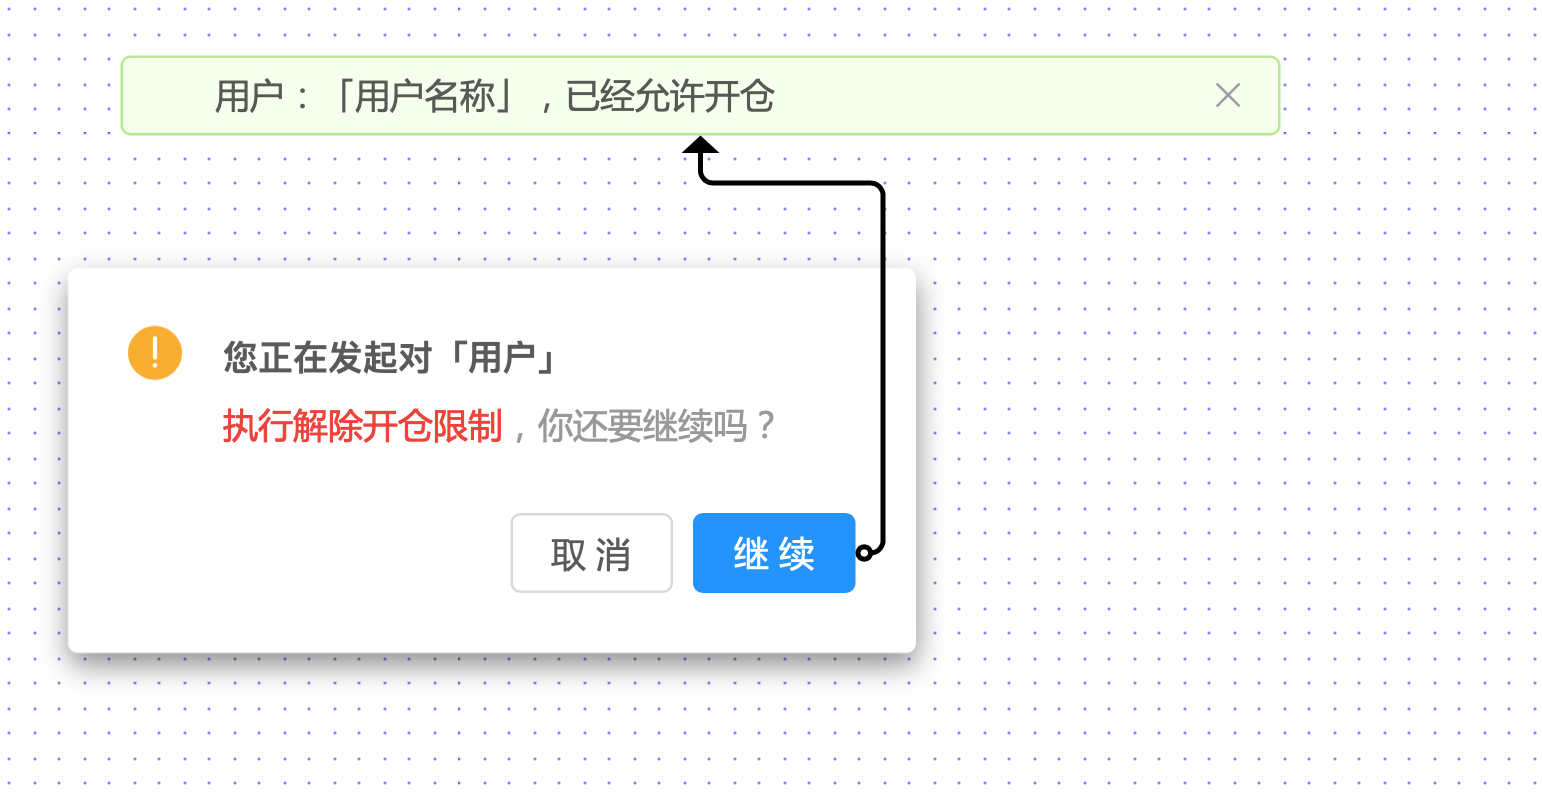 用户：「用户名称」，已经允许开仓
您正在发起对「用户」
执行解除开仓限制，你还要继续吗？
取 消
继 续